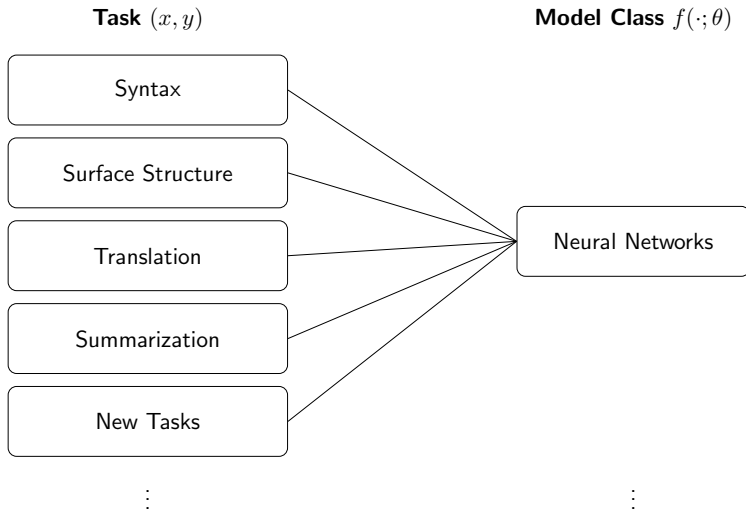 Task (x, y)
Model Class f(·; θ)
Syntax
Surface Structure
Translation
Summarization
New Tasks
Neural Networks
⋮
⋮